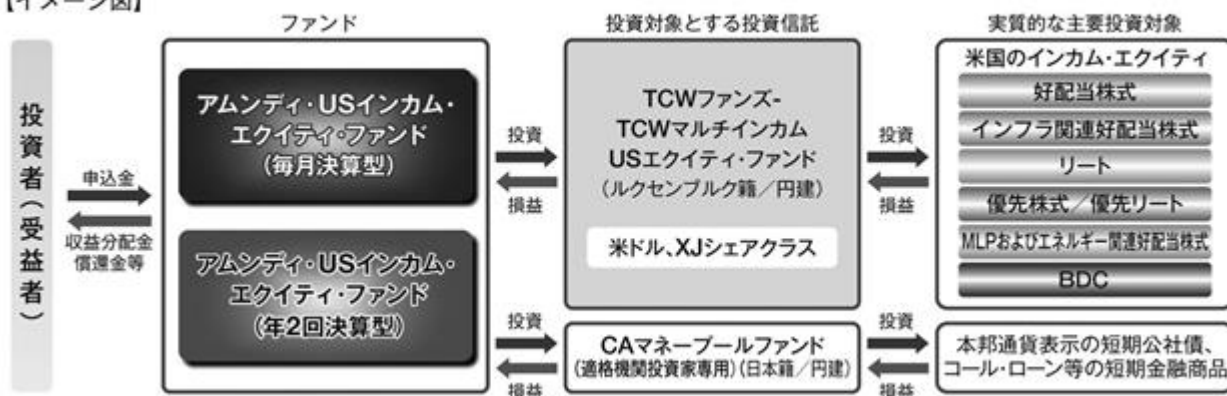 【イメージ図】
ファンド
投資対象とする投資信託
実質的な主要投資対象
投資者(受益者)
申込金
収益分配金
償還金等
アムンディ・USインカム・
エクイティ・ファンド
(毎月決算型)
アムンディ・USインカム・
エクイティ・ファンド
(年2回決算型)
投資
損益
投資
損益
TCWファンズ-
TCWマルチインカム
USエクイティ・ファンド
(ルクセンブルク籍/円建)
米ドル、XJシェアクラス
CAマネープールファンド
(適格機関投資家専用)(日本籍/円建)
投資
損益
投資
損益
米国のインカム・エクイティ
好配当株式
インフラ関連好配当株式
リート
優先株式/優先リート
MLPおよびエネルギー関連好配当株式
BDC
本邦通貨表示の短期公社債、
コール・ローン等の短期金融商品